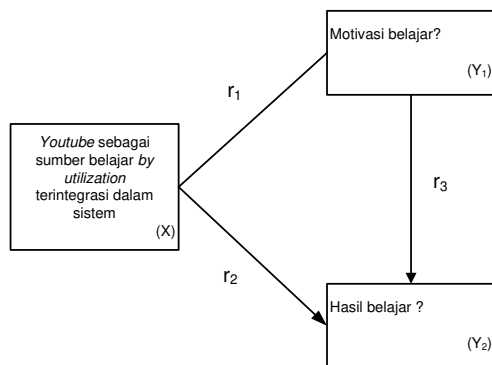 Motivasi belajar?
(Y₁)
r₁
Youtube sebagai
sumber belajar by
utilization
terintegrasi dalam
sistem
(X)
r₃
r₂
Hasil belajar ?
(Y₂)